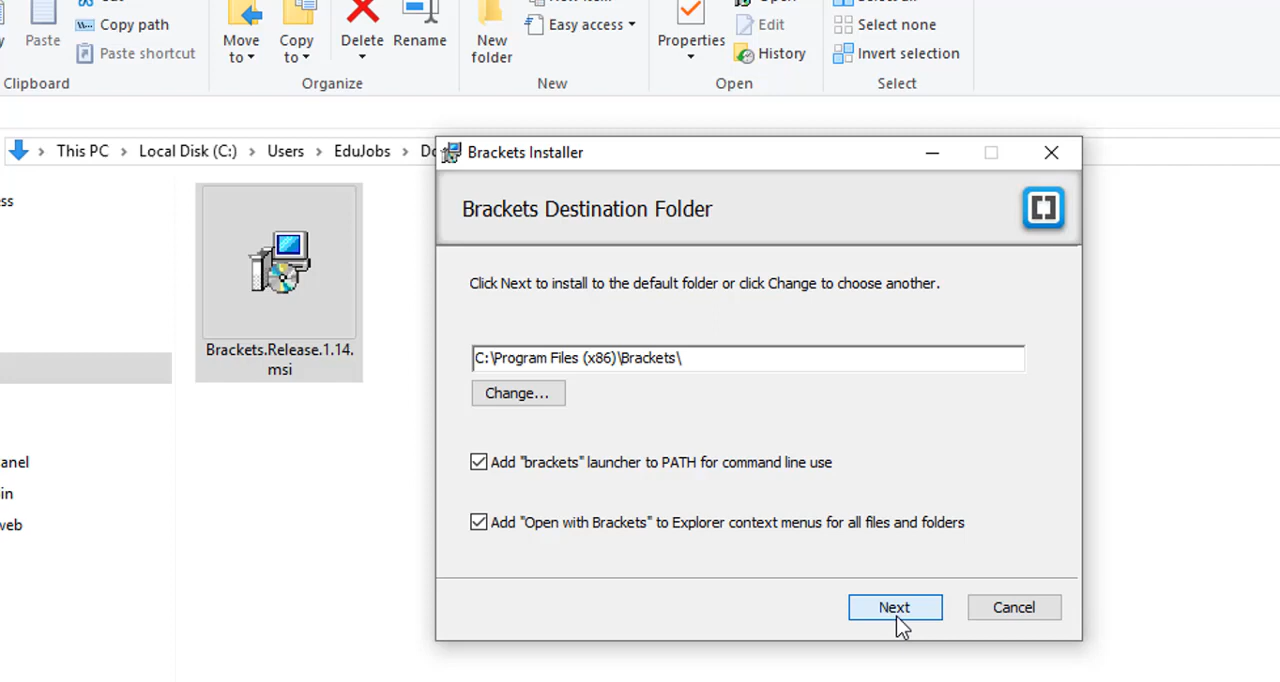 Copy path
Paste
Paste shortcut
Clipboard
Move to
Copy to
Delete
Rename
Organize
New folder
Easy access
New
Properties
Edit
History
Open
Select none
Invert selection
Select
This PC > Local Disk (C:) > Users > EduJobs >
Brackets Installer
Brackets Destination Folder
Click Next to install to the default folder or click Change to choose another.
C:\Program Files (x86)\Brackets\
Change...
Add "brackets" launcher to PATH for command line use
Add "Open with Brackets" to Explorer context menus for all files and folders
Next
Cancel
Brackets.Release.1.14.
msi
ess
anel
in
web